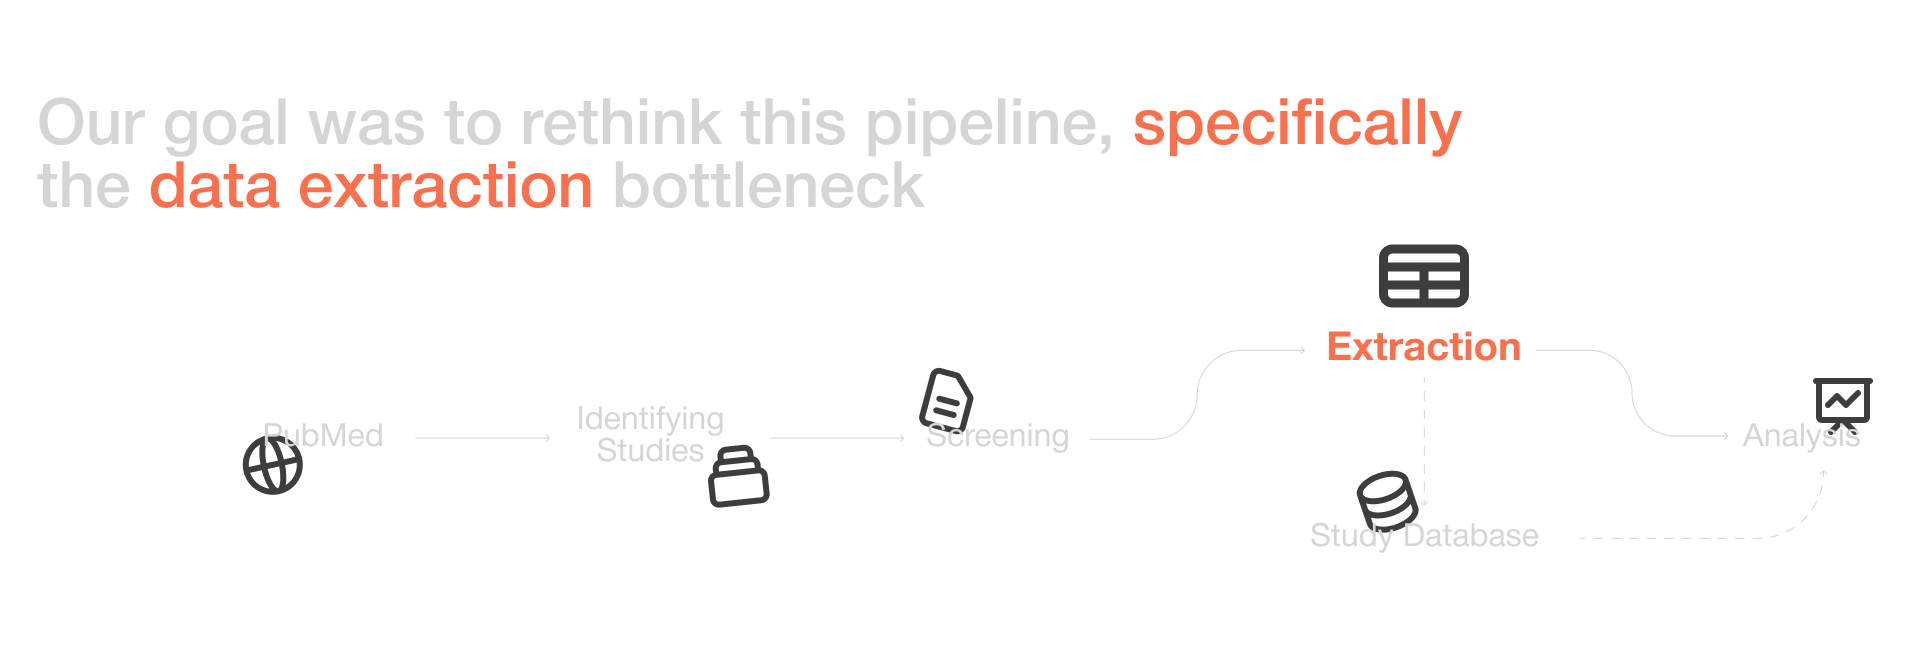 Our goal was to rethink this pipeline, specifically
the data extraction bottleneck
Extraction
PubMed
Identifying
Studies
Screening
Analysis
Study Database